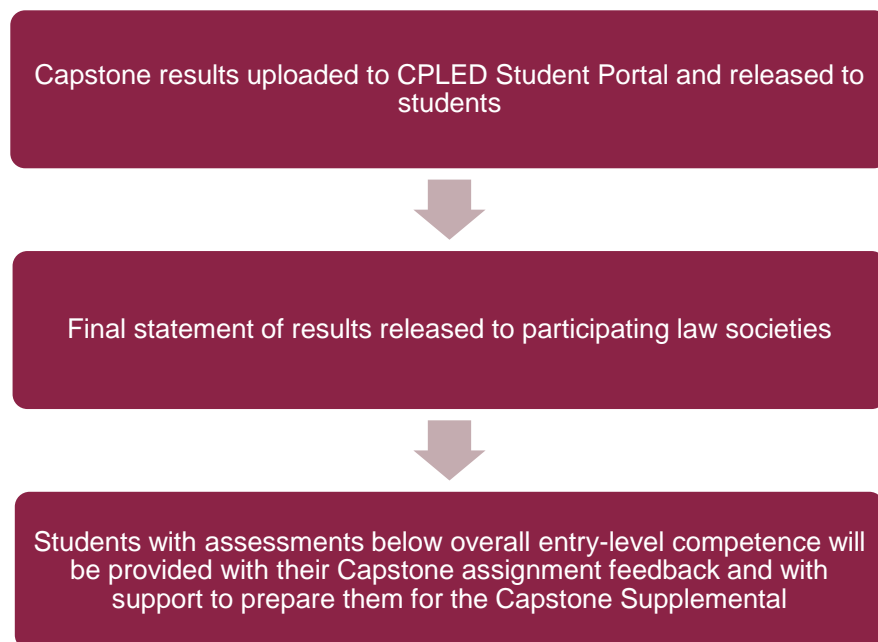 Capstone results uploaded to CPLED Student Portal and released to
students
Final statement of results released to participating law societies
Students with assessments below overall entry-level competence will
be provided with their Capstone assignment feedback and with
support to prepare them for the Capstone Supplemental